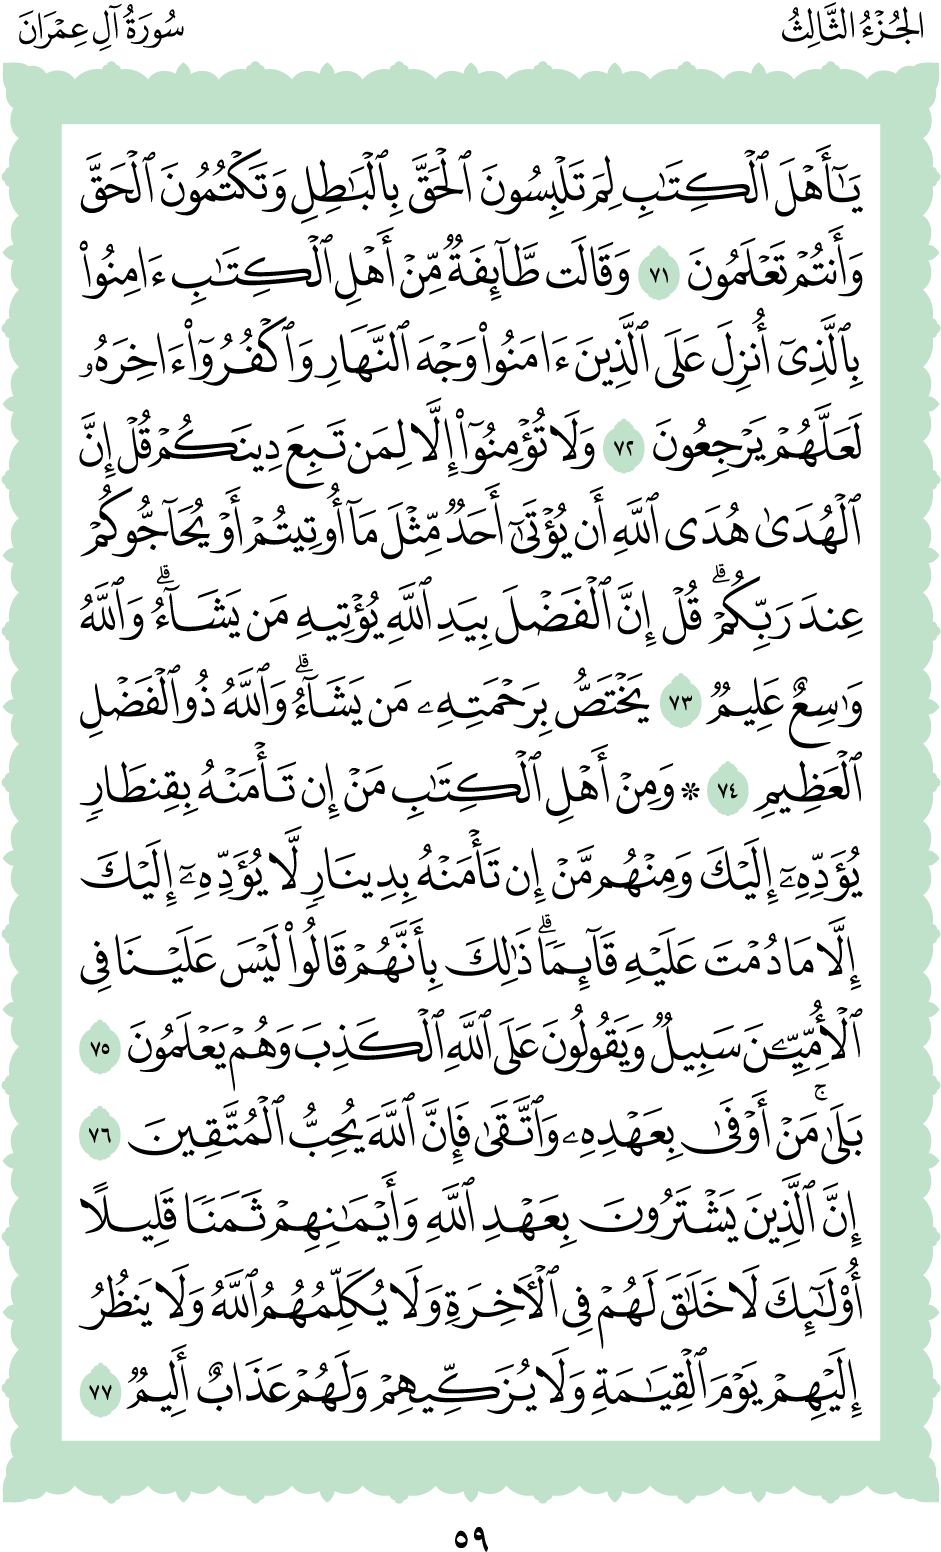 الجُزْءُ الثَّالِثُ
سُورَةُ آلِ عِمْرَانَ
يَـٰٓأَهْلَ ٱلْكِتَـٰبِ لِمَ تَلْبِسُونَ ٱلْحَقَّ بِٱلْبَـٰطِلِ وَتَكْتُمُونَ ٱلْحَقَّ
وَأَنتُمْ تَعْلَمُونَ ٧١ وَقَالَت طَّآئِفَةٌ مِّنْ أَهْلِ ٱلْكِتَـٰبِ ءَامِنُوا۟
بِٱلَّذِىٓ أُنزِلَ عَلَى ٱلَّذِينَ ءَامَنُوا۟ وَجْهَ ٱلنَّهَارِ وَٱكْفُرُوٓا۟ ءَاخِرَهُۥ
لَعَلَّهُمْ يَرْجِعُونَ ٧٢ وَلَا تُؤْمِنُوٓا۟ إِلَّا لِمَن تَبِعَ دِينَكُمْ قُلْ إِنَّ
ٱلْهُدَىٰ هُدَى ٱللَّهِ أَن يُؤْتَىٰٓ أَحَدٌ مِّثْلَ مَآ أُوتِيتُمْ أَوْ يُحَآجُّوكُمْ
عِندَ رَبِّكُمْ ۗ قُلْ إِنَّ ٱلْفَضْلَ بِيَدِ ٱللَّهِ يُؤْتِيهِ مَن يَشَآءُ ۗ وَٱللَّهُ
وَٰسِعٌ عَلِيمٌ ٧٣ يَخْتَصُّ بِرَحْمَتِهِۦ مَن يَشَآءُ ۗ وَٱللَّهُ ذُو ٱلْفَضْلِ
ٱلْعَظِيمِ ٧٤ * وَمِنْ أَهْلِ ٱلْكِتَـٰبِ مَنْ إِن تَأْمَنْهُ بِقِنطَارٍ
يُؤَدِّهِۦٓ إِلَيْكَ وَمِنْهُم مَّنْ إِن تَأْمَنْهُ بِدِينَارٍ لَّا يُؤَدِّهِۦٓ إِلَيْكَ
إِلَّا مَا دُمْتَ عَلَيْهِ قَآئِمًا ۗ ذَٰلِكَ بِأَنَّهُمْ قَالُوا۟ لَيْسَ عَلَيْنَا فِى
ٱلْأُمِّيِّـۧنَ سَبِيلٌ وَيَقُولُونَ عَلَى ٱللَّهِ ٱلْكَذِبَ وَهُمْ يَعْلَمُونَ ٧٥
بَلَىٰ ۚ مَنْ أَوْفَىٰ بِعَهْدِهِۦ وَٱتَّقَىٰ فَإِنَّ ٱللَّهَ يُحِبُّ ٱلْمُتَّقِينَ ٧٦
إِنَّ ٱلَّذِينَ يَشْتَرُونَ بِعَهْدِ ٱللَّهِ وَأَيْمَـٰنِهِمْ ثَمَنًا قَلِيلًا
أُو۟لَـٰٓئِكَ لَا خَلَـٰقَ لَهُمْ فِى ٱلْـَٔاخِرَةِ وَلَا يُكَلِّمُهُمُ ٱللَّهُ وَلَا يَنظُرُ
إِلَيْهِمْ يَوْمَ ٱلْقِيَـٰمَةِ وَلَا يُزَكِّيهِمْ وَلَهُمْ عَذَابٌ أَلِيمٌ ٧٧
٥٩